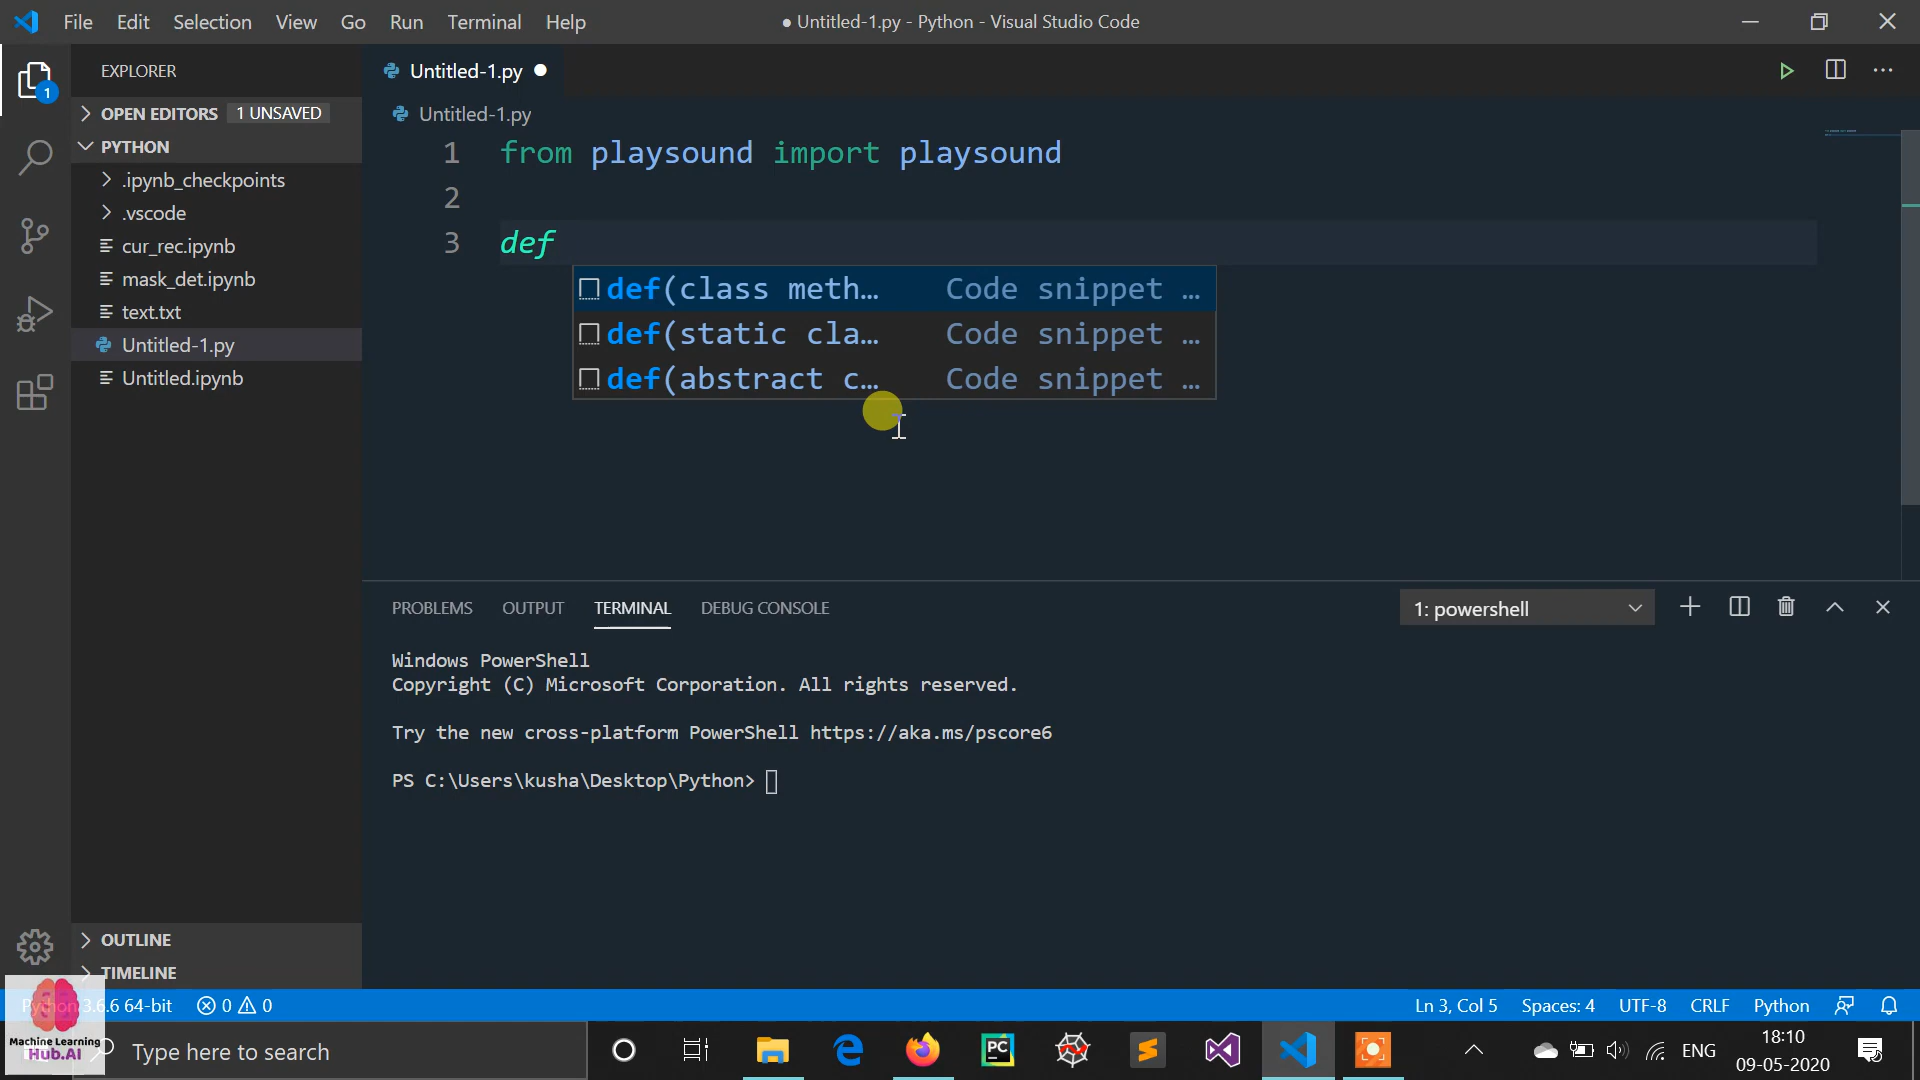 File Edit Selection View Go Run Terminal Help
● Untitled-1.py - Python - Visual Studio Code
EXPLORER
1
OPEN EDITORS 1 UNSAVED
PYTHON
.ipynb_checkpoints
.vscode
cur_rec.ipynb
mask_det.ipynb
text.txt
Untitled-1.py
Untitled.ipynb
OUTLINE
TIMELINE
Untitled-1.py
Untitled-1.py
1 from playsound import playsound
2
3 def
def(class meth… Code snippet …
def(static cla… Code snippet …
def(abstract c… Code snippet …
PROBLEMS OUTPUT TERMINAL DEBUG CONSOLE
1: powershell
Windows PowerShell
Copyright (C) Microsoft Corporation. All rights reserved.
Try the new cross-platform PowerShell https://aka.ms/pscore6
PS C:\Users\kusha\Desktop\Python>
Python 3.6.6 64-bit 0 0
Ln 3, Col 5 Spaces: 4 UTF-8 CRLF Python
Machine Learning
Hub.AI
Type here to search
PC
ENG
18:10
09-05-2020